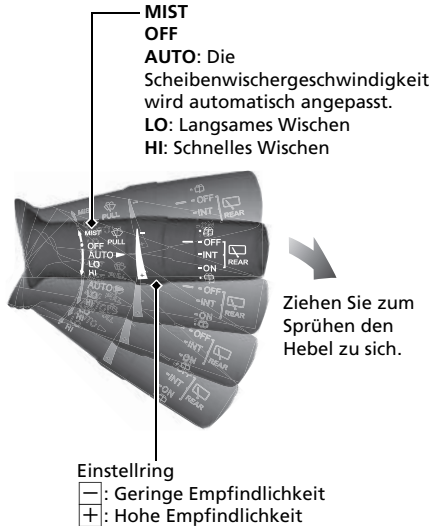 MIST
OFF
AUTO: Die
Scheibenwischergeschwindigkeit
wird automatisch angepasst.
LO: Langsames Wischen
HI: Schnelles Wischen
MIST
PULL
OFF
AUTO
LO
HI
OFF
INT
ON
REAR
Ziehen Sie zum
Sprühen den
Hebel zu sich.
Einstellring
−: Geringe Empfindlichkeit
+: Hohe Empfindlichkeit